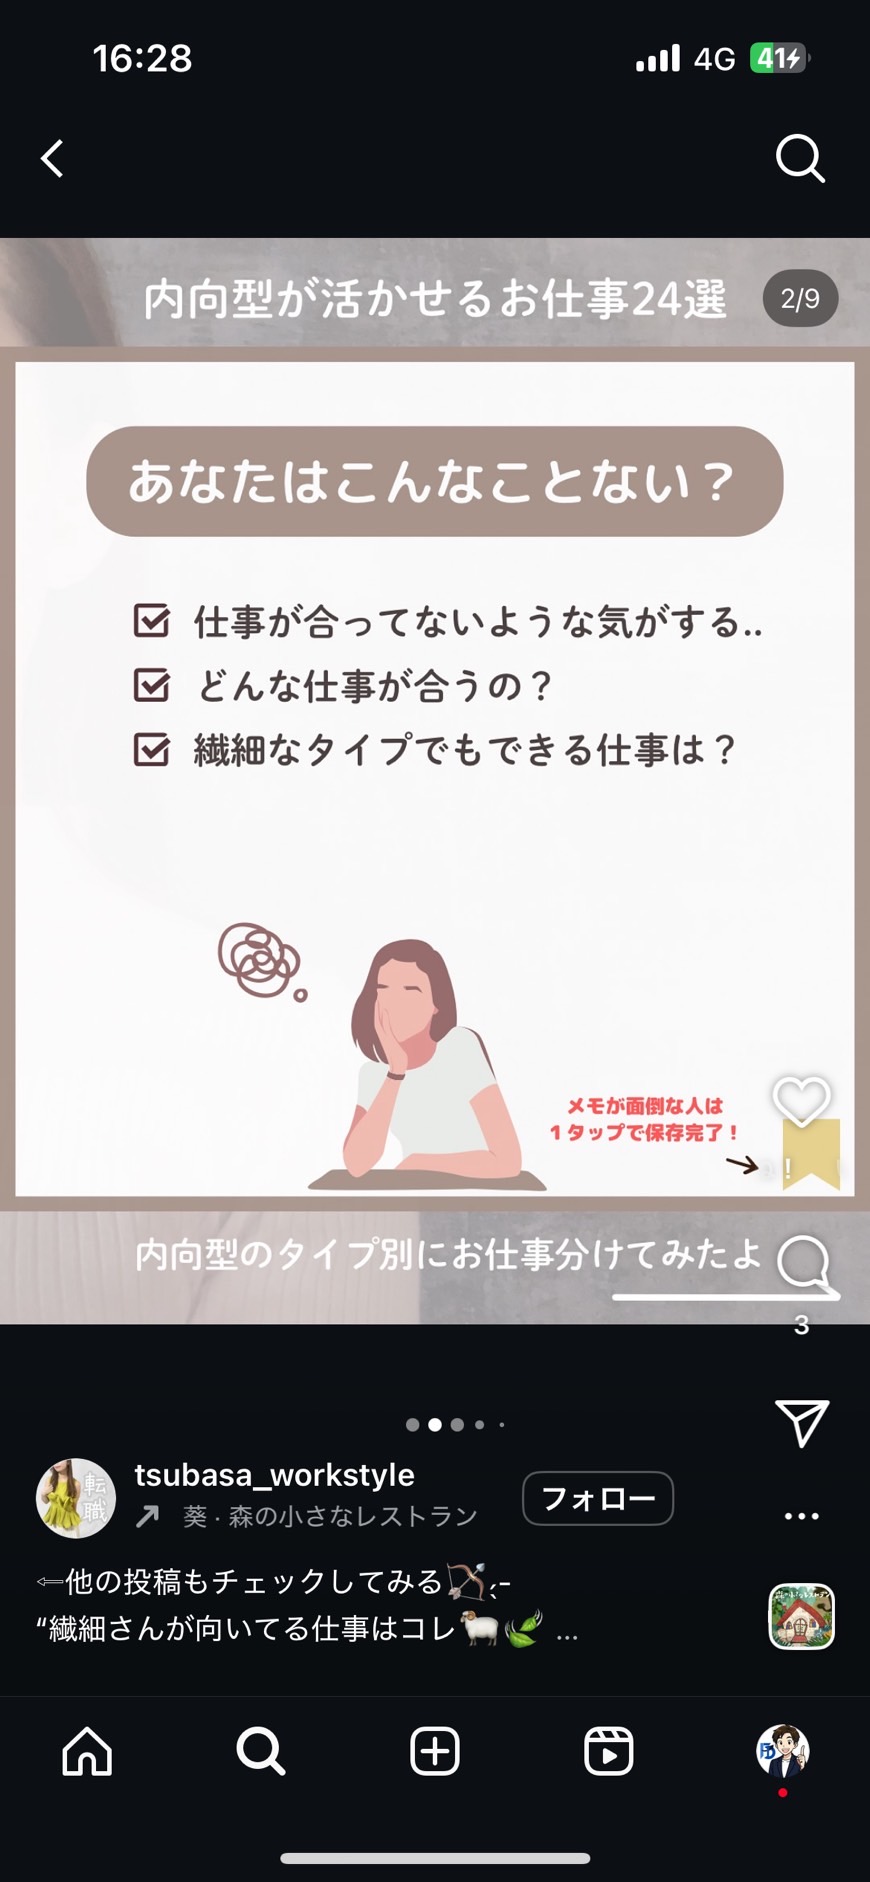 16:28
4G 41
内向型が活かせるお仕事24選
2/9
あなたはこんなことない？
仕事が合ってないような気がする..
どんな仕事が合うの？
繊細なタイプでもできる仕事は？
メモが面倒な人は
1タップで保存完了！
!
内向型のタイプ別にお仕事分けてみたよ
3
tsubasa_workstyle
葵・森の小さなレストラン
フォロー
転職
⇦他の投稿もチェックしてみる🏹 ˎˊ-
“繊細さんが向いてる仕事はコレ🐏🍃 ...